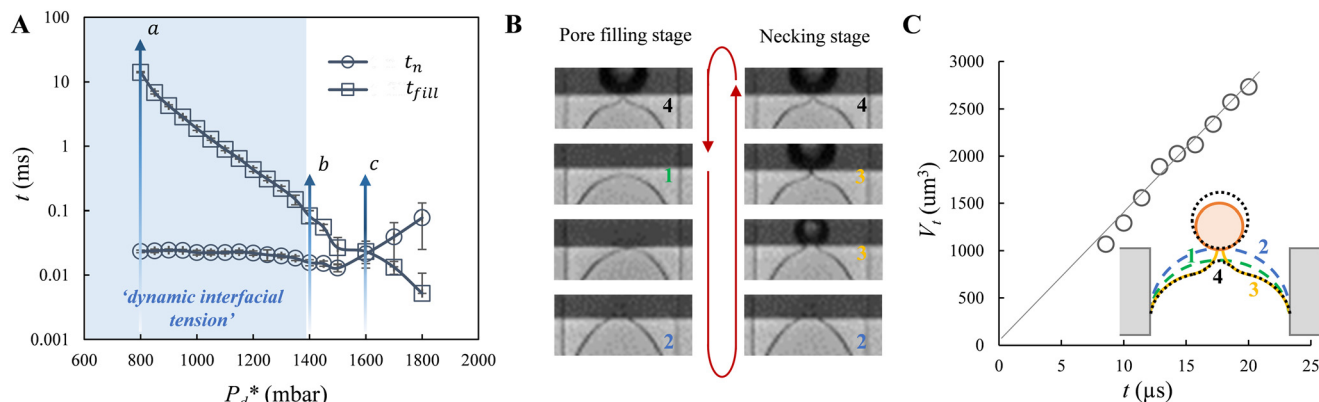 A
B
C
100
10
1
0.1
0.01
0.001
t (ms)
a
b
c
tₙ
t_fill
'dynamic interfacial
tension'
600 800 1000 1200 1400 1600 1800 2000
P_d* (mbar)
Pore filling stage
Necking stage
4
4
1
3
3
2
2
3000
2500
2000
1500
1000
500
0
V_t (um³)
1
2
3
4
0 5 10 15 20 25
t (µs)